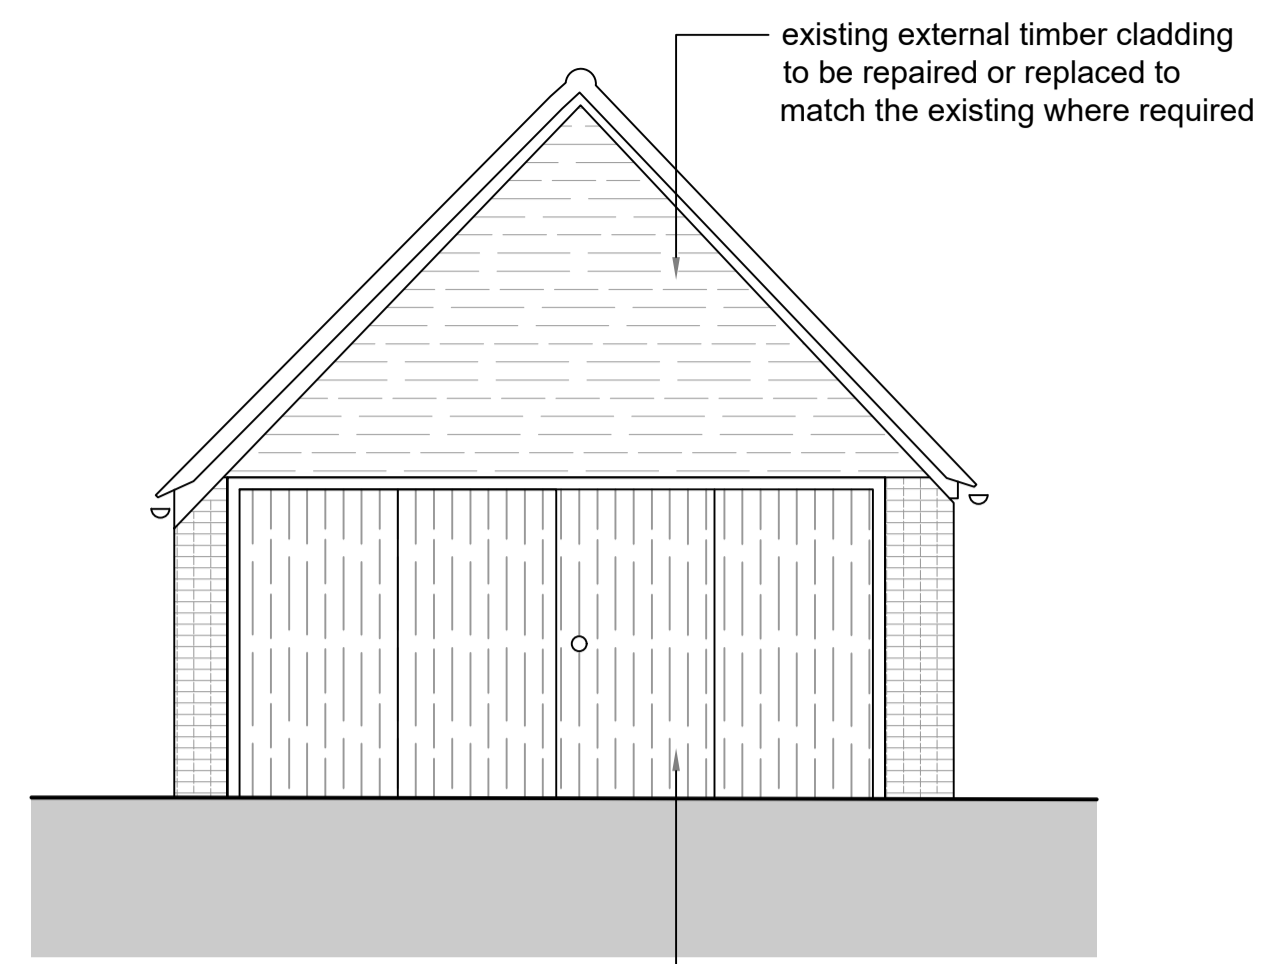 existing external timber cladding
to be repaired or replaced to
match the existing where required